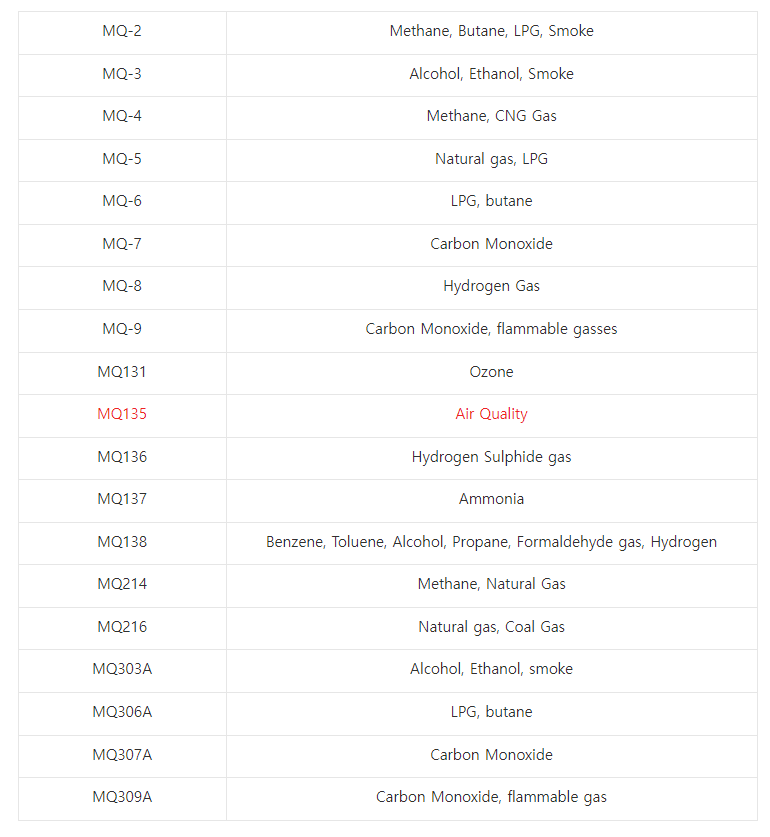 MQ-2 Methane, Butane, LPG, Smoke
MQ-3 Alcohol, Ethanol, Smoke
MQ-4 Methane, CNG Gas
MQ-5 Natural gas, LPG
MQ-6 LPG, butane
MQ-7 Carbon Monoxide
MQ-8 Hydrogen Gas
MQ-9 Carbon Monoxide, flammable gasses
MQ131 Ozone
MQ135 Air Quality
MQ136 Hydrogen Sulphide gas
MQ137 Ammonia
MQ138 Benzene, Toluene, Alcohol, Propane, Formaldehyde gas, Hydrogen
MQ214 Methane, Natural Gas
MQ216 Natural gas, Coal Gas
MQ303A Alcohol, Ethanol, smoke
MQ306A LPG, butane
MQ307A Carbon Monoxide
MQ309A Carbon Monoxide, flammable gas